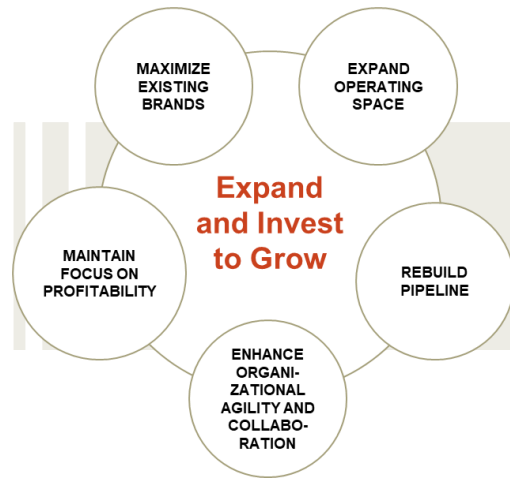 MAXIMIZE
EXISTING
BRANDS
EXPAND
OPERATING
SPACE
Expand
and Invest
to Grow
MAINTAIN
FOCUS ON
PROFITABILITY
REBUILD
PIPELINE
ENHANCE
ORGANI-
ZATIONAL
AGILITY AND
COLLABO-
RATION